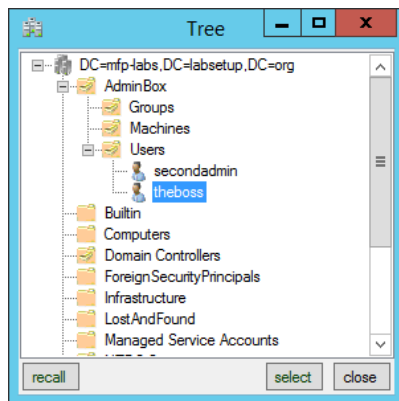 Tree
DC=mfp-labs,DC=labsetup,DC=org
AdminBox
Groups
Machines
Users
secondadmin
theboss
Builtin
Computers
Domain Controllers
ForeignSecurityPrincipals
Infrastructure
LostAndFound
Managed Service Accounts
recall
select
close